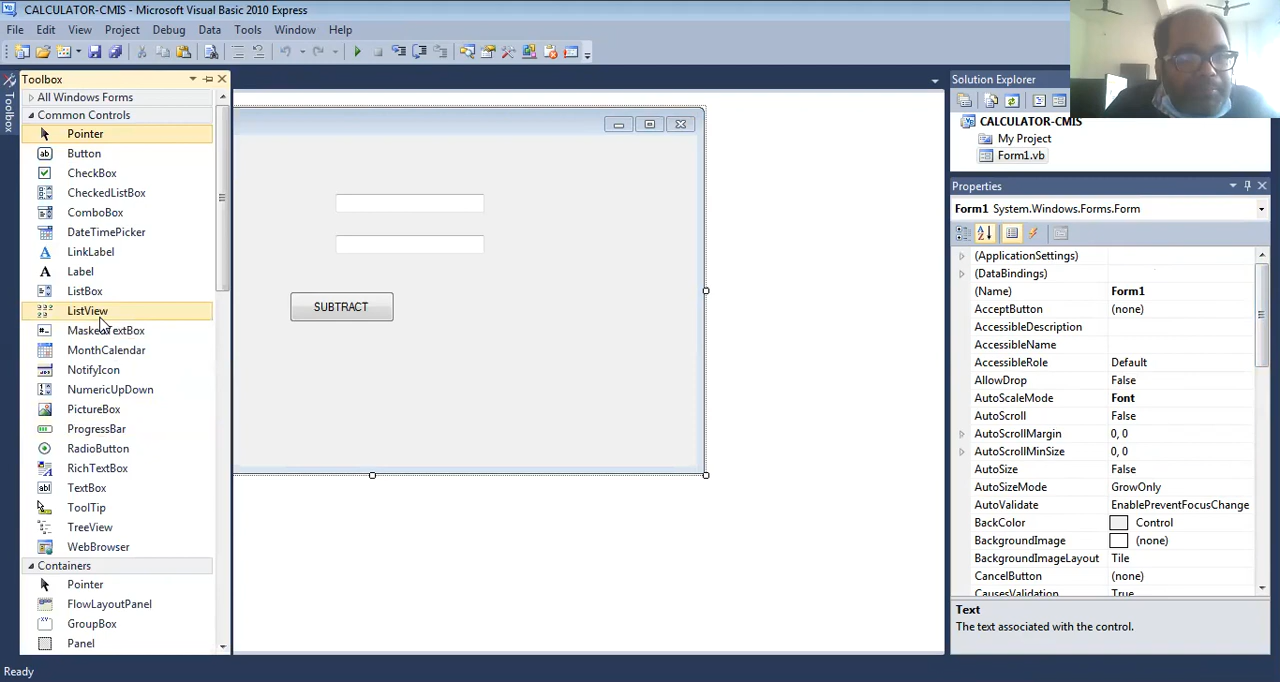 CALCULATOR-CMIS - Microsoft Visual Basic 2010 Express
File Edit View Project Debug Data Tools Window Help
Toolbox
Toolbox
All Windows Forms
Common Controls
Pointer
Button
CheckBox
CheckedListBox
ComboBox
DateTimePicker
LinkLabel
Label
ListBox
ListView
MaskedTextBox
MonthCalendar
NotifyIcon
NumericUpDown
PictureBox
ProgressBar
RadioButton
RichTextBox
TextBox
ToolTip
TreeView
WebBrowser
Containers
Pointer
FlowLayoutPanel
GroupBox
Panel
SUBTRACT
Solution Explorer
CALCULATOR-CMIS
My Project
Form1.vb
Properties
Form1 System.Windows.Forms.Form
(ApplicationSettings)
(DataBindings)
(Name) Form1
AcceptButton (none)
AccessibleDescription
AccessibleName
AccessibleRole Default
AllowDrop False
AutoScaleMode Font
AutoScroll False
AutoScrollMargin 0, 0
AutoScrollMinSize 0, 0
AutoSize False
AutoSizeMode GrowOnly
AutoValidate EnablePreventFocusChange
BackColor Control
BackgroundImage (none)
BackgroundImageLayout Tile
CancelButton (none)
CausesValidation True
Text
The text associated with the control.
Ready